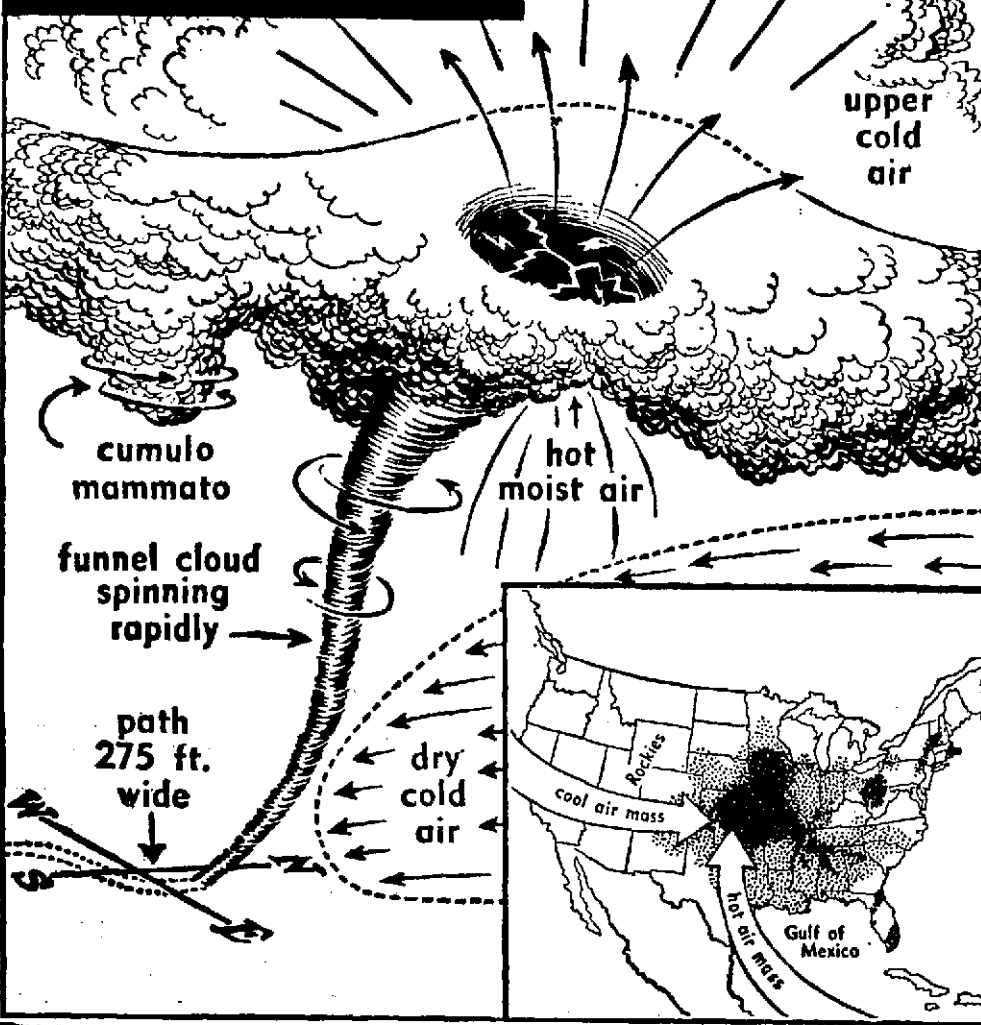 upper
cold
air
cumulo
mammato
hot
moist air
funnel cloud
spinning
rapidly
path
275 ft.
wide
dry
cold
air
W
N
S
E
Rockies
cool air mass
hot air mass
Gulf of
Mexico